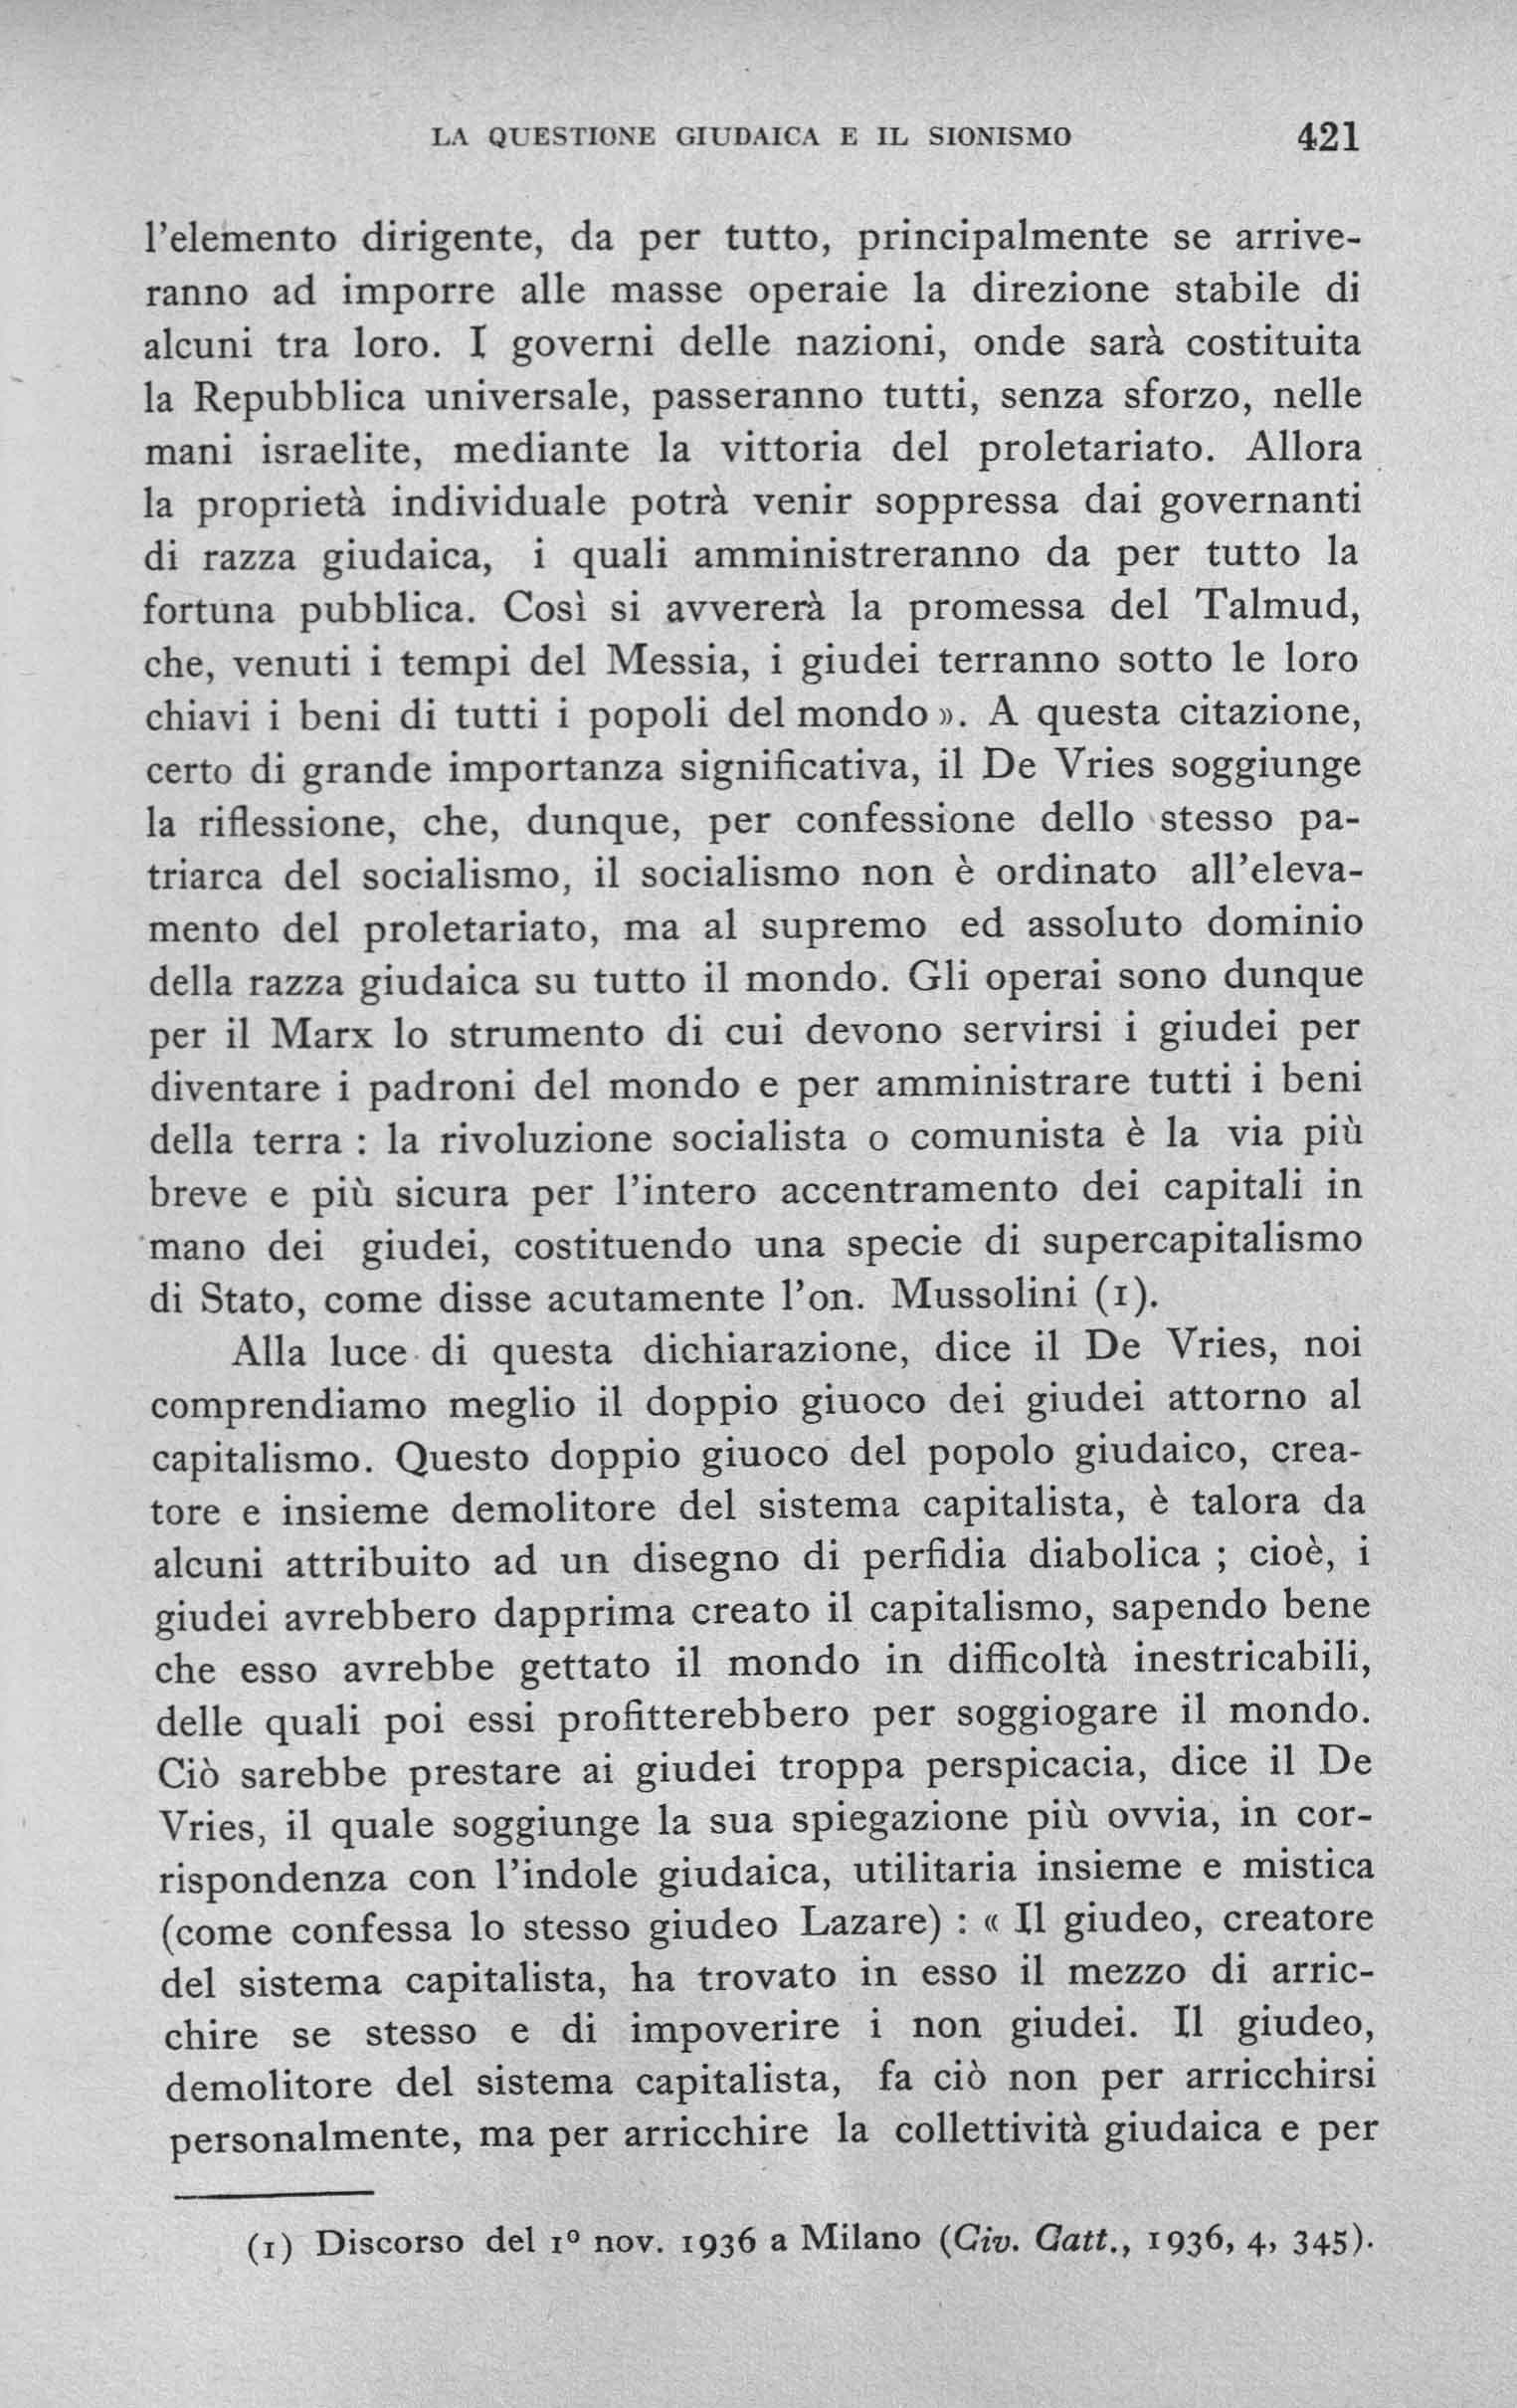 LA QUESTIONE GIUDAICA E IL SIONISMO 421
l'elemento dirigente, da per tutto, principalmente se arrive-
ranno ad imporre alle masse operaie la direzione stabile di
alcuni tra loro. I governi delle nazioni, onde sarà costituita
la Repubblica universale, passeranno tutti, senza sforzo, nelle
mani israelite, mediante la vittoria del proletariato. Allora
la proprietà individuale potrà venir soppressa dai governanti
di razza giudaica, i quali amministreranno da per tutto la
fortuna pubblica. Così si avvererà la promessa del Talmud,
che, venuti i tempi del Messia, i giudei terranno sotto le loro
chiavi i beni di tutti i popoli del mondo ». A questa citazione,
certo di grande importanza significativa, il De Vries soggiunge
la riflessione, che, dunque, per confessione dello stesso pa-
triarca del socialismo, il socialismo non è ordinato all'eleva-
mento del proletariato, ma al supremo ed assoluto dominio
della razza giudaica su tutto il mondo. Gli operai sono dunque
per il Marx lo strumento di cui devono servirsi i giudei per
diventare i padroni del mondo e per amministrare tutti i beni
della terra : la rivoluzione socialista o comunista è la via più
breve e più sicura per l'intero accentramento dei capitali in
mano dei giudei, costituendo una specie di supercapitalismo
di Stato, come disse acutamente l'on. Mussolini (1).
Alla luce di questa dichiarazione, dice il De Vries, noi
comprendiamo meglio il doppio giuoco dei giudei attorno al
capitalismo. Questo doppio giuoco del popolo giudaico, crea-
tore e insieme demolitore del sistema capitalista, è talora da
alcuni attribuito ad un disegno di perfidia diabolica ; cioè, i
giudei avrebbero dapprima creato il capitalismo, sapendo bene
che esso avrebbe gettato il mondo in difficoltà inestricabili,
delle quali poi essi profitterebbero per soggiogare il mondo.
Ciò sarebbe prestare ai giudei troppa perspicacia, dice il De
Vries, il quale soggiunge la sua spiegazione più ovvia, in cor-
rispondenza con l'indole giudaica, utilitaria insieme e mistica
(come confessa lo stesso giudeo Lazare) : « Il giudeo, creatore
del sistema capitalista, ha trovato in esso il mezzo di arric-
chire se stesso e di impoverire i non giudei. Il giudeo,
demolitore del sistema capitalista, fa ciò non per arricchirsi
personalmente, ma per arricchire la collettività giudaica e per
(1) Discorso del 1º nov. 1936 a Milano (Civ. Catt., 1936, 4, 345).